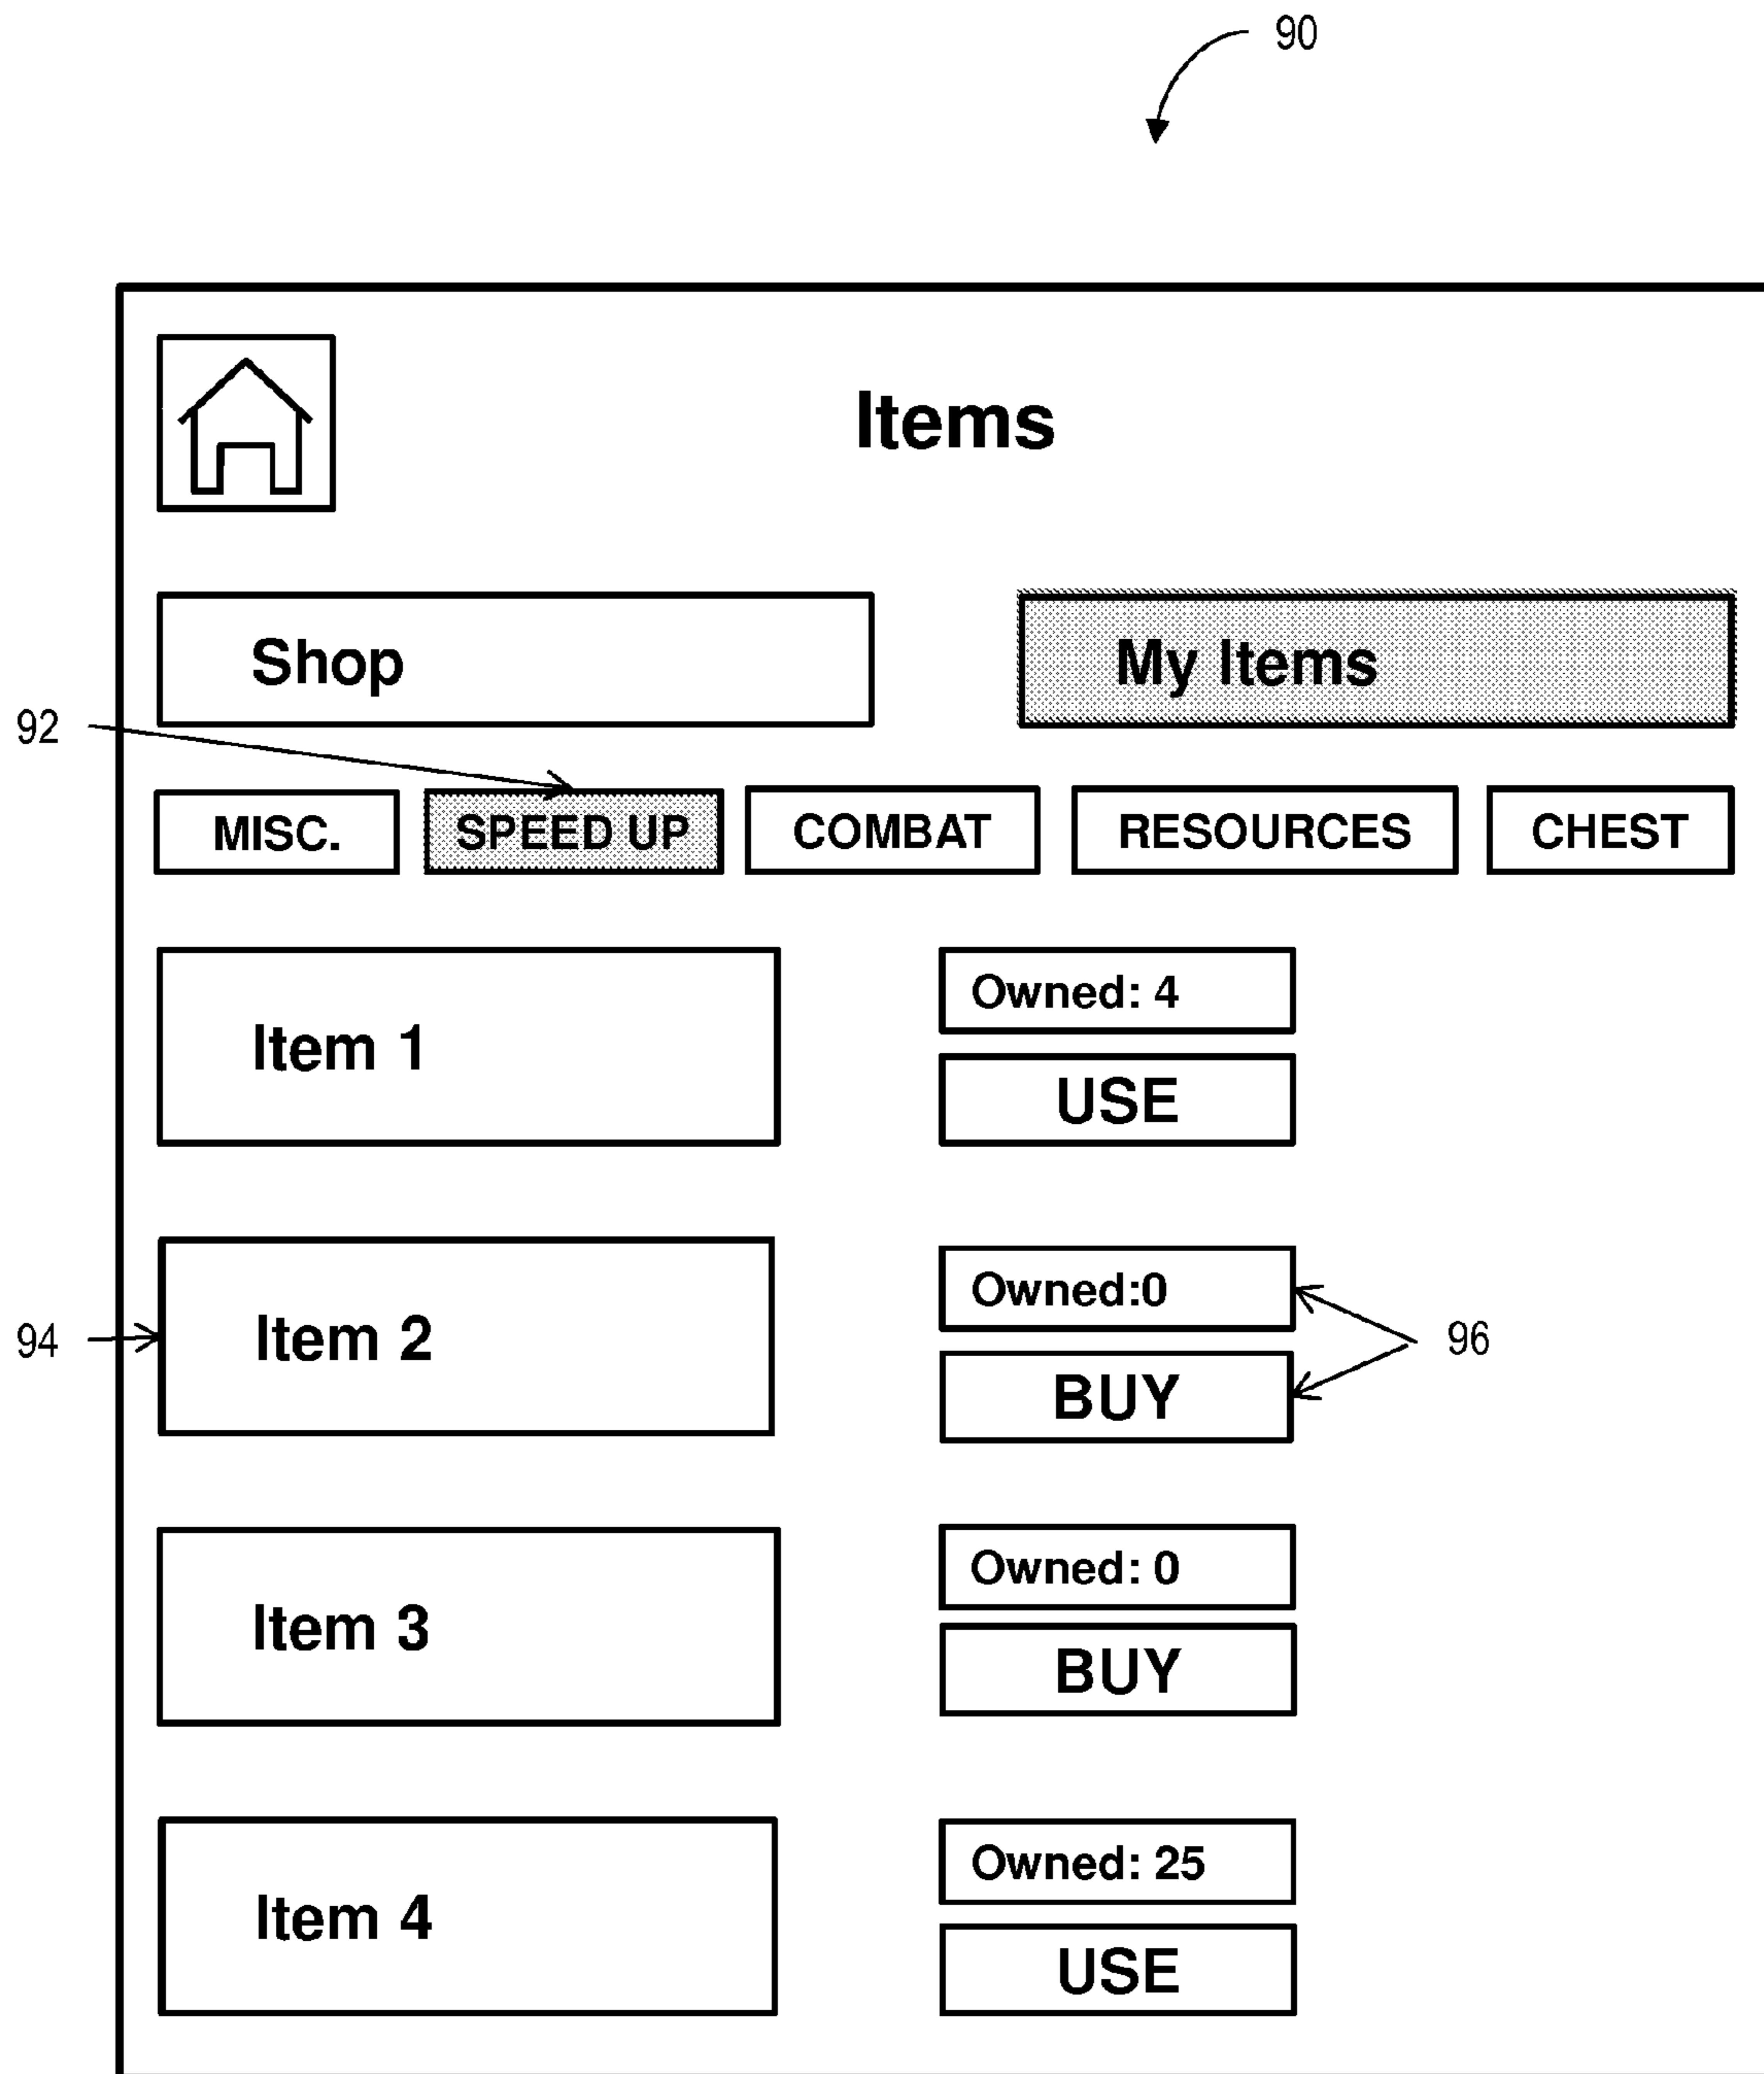 90
Items
Shop
My Items
92
MISC.
SPEED UP
COMBAT
RESOURCES
CHEST
Item 1
Owned: 4
USE
94
Item 2
Owned:0
BUY
96
Item 3
Owned: 0
BUY
Item 4
Owned: 25
USE